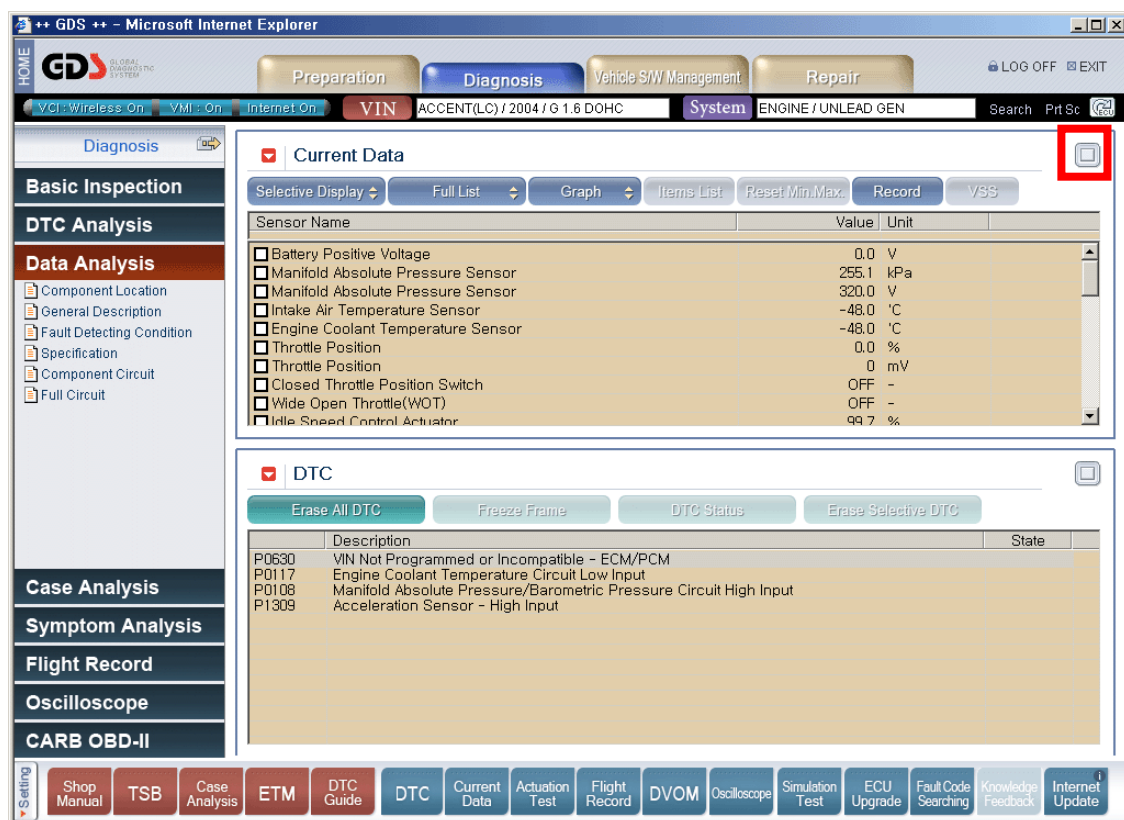 ++ GDS ++ - Microsoft Internet Explorer
HOME
GDS GLOBAL DIAGNOSTIC SYSTEM
Preparation Diagnosis Vehicle S/W Management Repair
LOG OFF EXIT
VCI : Wireless On VMI : On Internet On VIN ACCENT(LC) / 2004 / G 1.6 DOHC System ENGINE / UNLEAD GEN Search Prt Sc ECU
Diagnosis
Basic Inspection
DTC Analysis
Data Analysis
Component Location
General Description
Fault Detecting Condition
Specification
Component Circuit
Full Circuit
Case Analysis
Symptom Analysis
Flight Record
Oscilloscope
CARB OBD-II
Current Data
Selective Display Full List Graph Items List Reset Min.Max. Record VSS
Sensor Name Value Unit
Battery Positive Voltage 0.0 V
Manifold Absolute Pressure Sensor 255.1 kPa
Manifold Absolute Pressure Sensor 320.0 V
Intake Air Temperature Sensor -48.0 'C
Engine Coolant Temperature Sensor -48.0 'C
Throttle Position 0.0 %
Throttle Position 0 mV
Closed Throttle Position Switch OFF -
Wide Open Throttle(WOT) OFF -
Idle Speed Control Actuator 99.7 %
DTC
Erase All DTC Freeze Frame DTC Status Erase Selective DTC
Description State
P0630 VIN Not Programmed or Incompatible - ECM/PCM
P0117 Engine Coolant Temperature Circuit Low Input
P0108 Manifold Absolute Pressure/Barometric Pressure Circuit High Input
P1309 Acceleration Sensor - High Input
Setting
Shop Manual
TSB
Case Analysis
ETM
DTC Guide
DTC
Current Data
Actuation Test
Flight Record
DVOM
Oscilloscope
Simulation Test
ECU Upgrade
Fault Code Searching
Knowledge Feedback
Internet Update